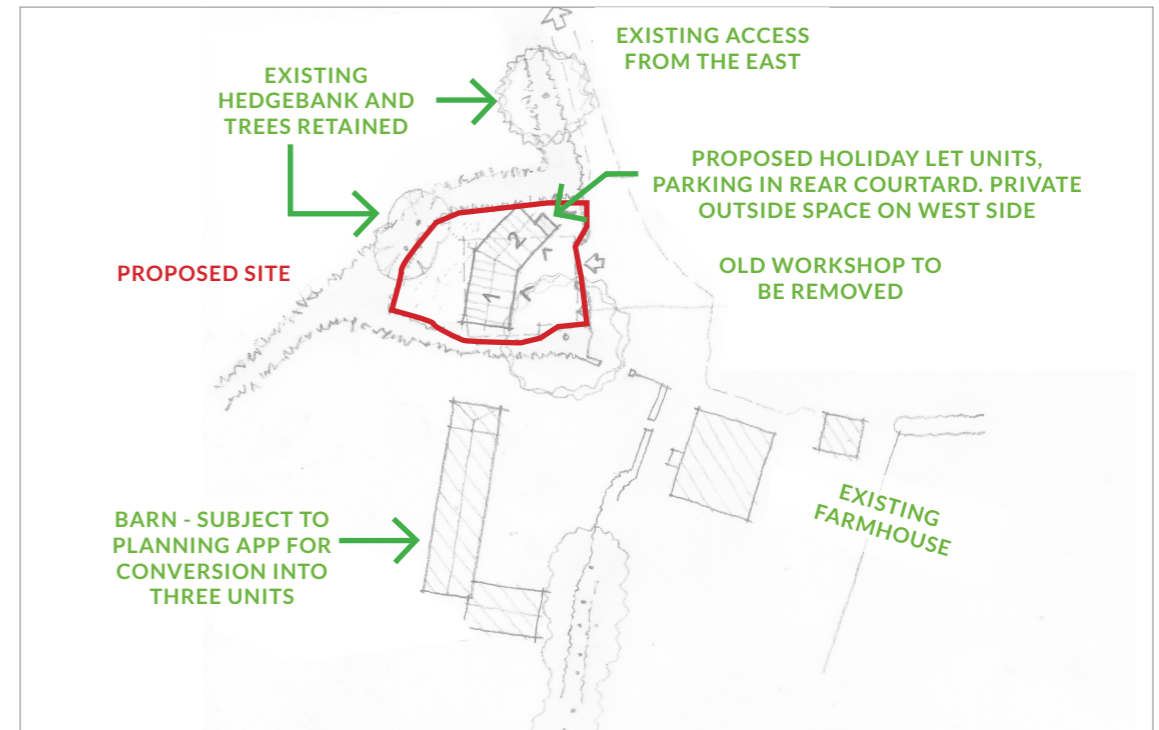 EXISTING ACCESS
FROM THE EAST
EXISTING
HEDGEBANK AND
TREES RETAINED
PROPOSED HOLIDAY LET UNITS,
PARKING IN REAR COURTARD. PRIVATE
OUTSIDE SPACE ON WEST SIDE
PROPOSED SITE
OLD WORKSHOP TO
BE REMOVED
2
1
EXISTING
FARMHOUSE
BARN - SUBJECT TO
PLANNING APP FOR
CONVERSION INTO
THREE UNITS